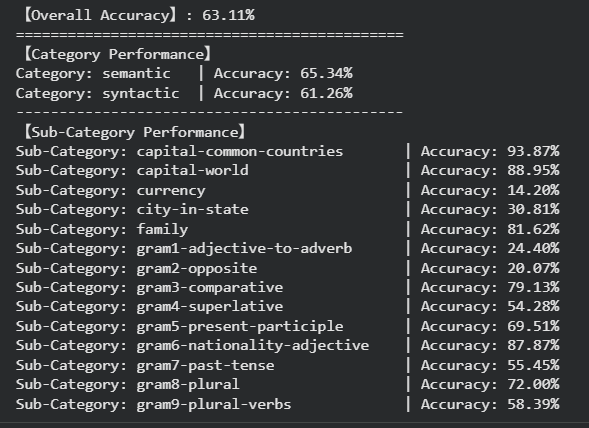 【Overall Accuracy】: 63.11%
=============================================
【Category Performance】
Category: semantic   | Accuracy: 65.34%
Category: syntactic  | Accuracy: 61.26%
---------------------------------------------
【Sub-Category Performance】
Sub-Category: capital-common-countries       | Accuracy: 93.87%
Sub-Category: capital-world                  | Accuracy: 88.95%
Sub-Category: currency                       | Accuracy: 14.20%
Sub-Category: city-in-state                  | Accuracy: 30.81%
Sub-Category: family                         | Accuracy: 81.62%
Sub-Category: gram1-adjective-to-adverb      | Accuracy: 24.40%
Sub-Category: gram2-opposite                 | Accuracy: 20.07%
Sub-Category: gram3-comparative              | Accuracy: 79.13%
Sub-Category: gram4-superlative              | Accuracy: 54.28%
Sub-Category: gram5-present-participle       | Accuracy: 69.51%
Sub-Category: gram6-nationality-adjective    | Accuracy: 87.87%
Sub-Category: gram7-past-tense               | Accuracy: 55.45%
Sub-Category: gram8-plural                   | Accuracy: 72.00%
Sub-Category: gram9-plural-verbs             | Accuracy: 58.39%